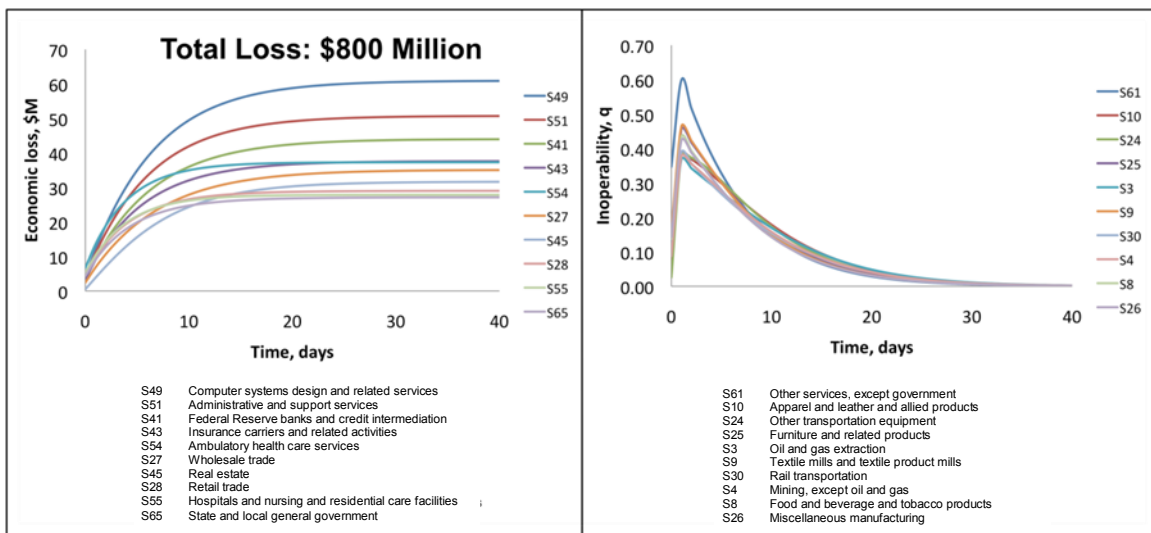 Total Loss: $800 Million
Economic loss, $M
70
60
50
40
30
20
10
0
0 10 20 30 40
Time, days
S49
S51
S41
S43
S54
S27
S45
S28
S55
S65
S49 Computer systems design and related services
S51 Administrative and support services
S41 Federal Reserve banks and credit intermediation
S43 Insurance carriers and related activities
S54 Ambulatory health care services
S27 Wholesale trade
S45 Real estate
S28 Retail trade
S55 Hospitals and nursing and residential care facilities
S65 State and local general government
Inoperability, q
0.70
0.60
0.50
0.40
0.30
0.20
0.10
0.00
0 10 20 30 40
Time, days
S61
S10
S24
S25
S3
S9
S30
S4
S8
S26
S61 Other services, except government
S10 Apparel and leather and allied products
S24 Other transportation equipment
S25 Furniture and related products
S3 Oil and gas extraction
S9 Textile mills and textile product mills
S30 Rail transportation
S4 Mining, except oil and gas
S8 Food and beverage and tobacco products
S26 Miscellaneous manufacturing